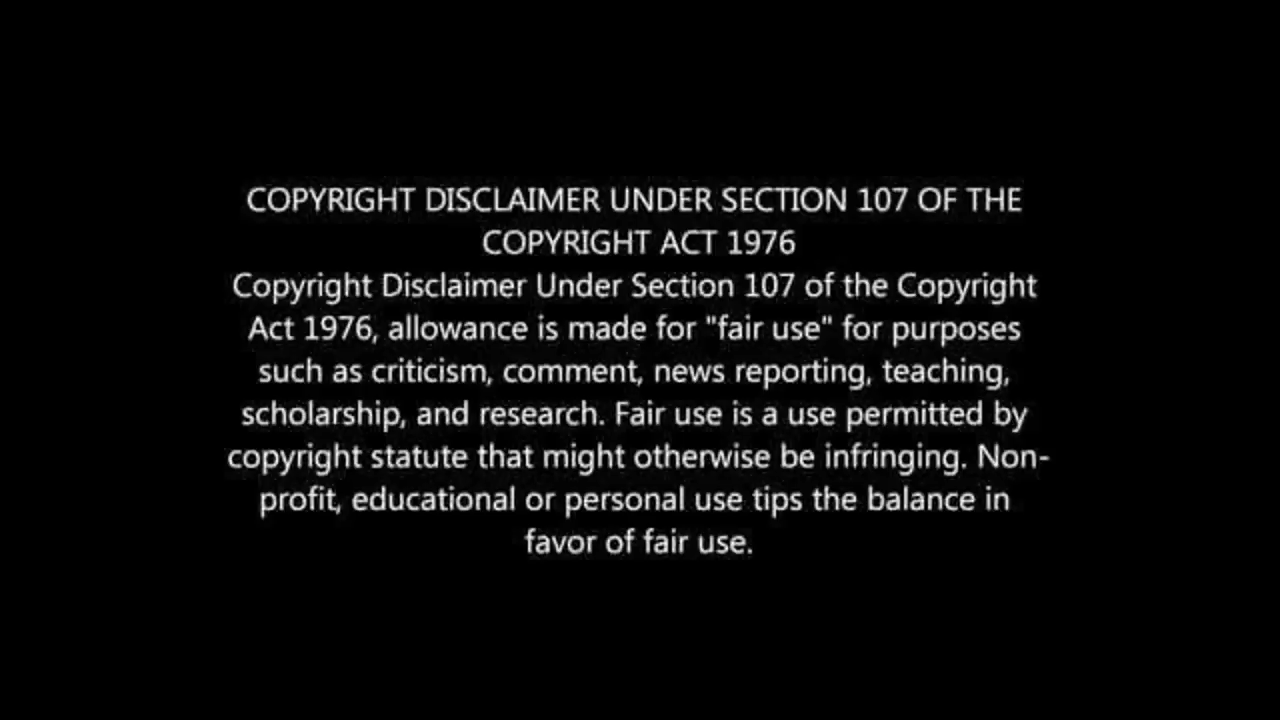 COPYRIGHT DISCLAIMER UNDER SECTION 107 OF THE
COPYRIGHT ACT 1976
Copyright Disclaimer Under Section 107 of the Copyright
Act 1976, allowance is made for "fair use" for purposes
such as criticism, comment, news reporting, teaching,
scholarship, and research. Fair use is a use permitted by
copyright statute that might otherwise be infringing. Non-
profit, educational or personal use tips the balance in
favor of fair use.